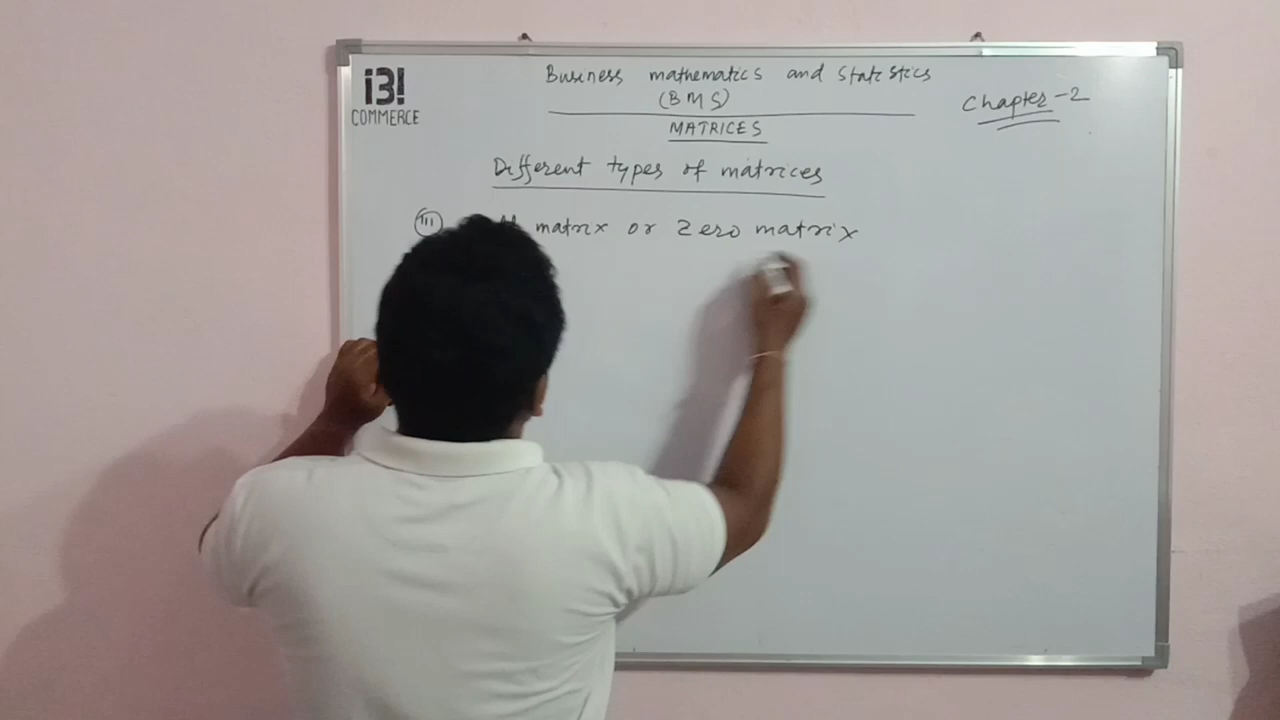 i3!
COMMERCE
Business mathematics and statistics
(BMS)
Chapter-2
MATRICES
Different types of matrices
III matrix or Zero matrix